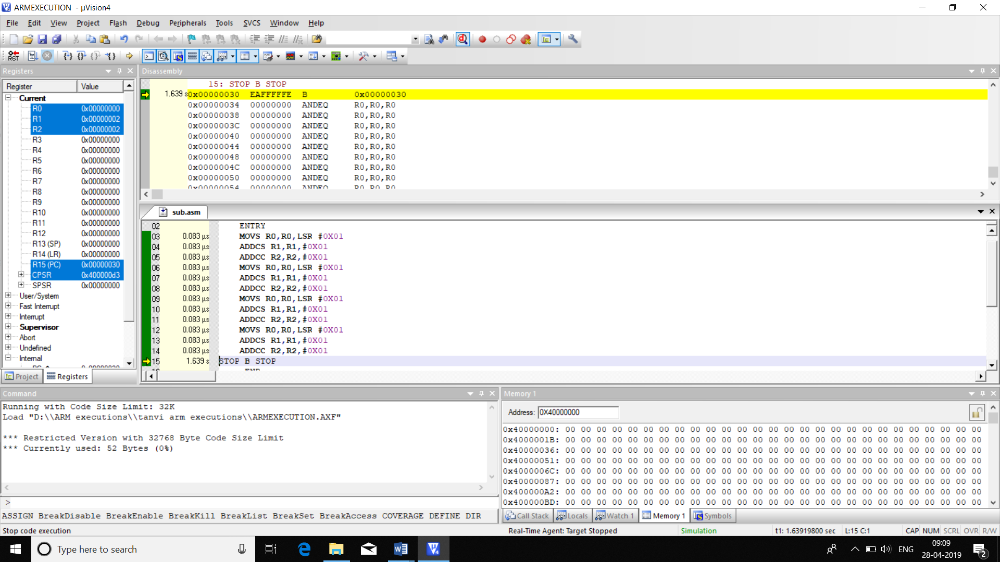 ARMEXECUTION - µVision4
File Edit View Project Flash Debug Peripherals Tools SVCS Window Help
RST
Registers
Register Value
Current
R0 0x00000000
R1 0x00000002
R2 0x00000002
R3 0x00000000
R4 0x00000000
R5 0x00000000
R6 0x00000000
R7 0x00000000
R8 0x00000000
R9 0x00000000
R10 0x00000000
R11 0x00000000
R12 0x00000000
R13 (SP) 0x00000000
R14 (LR) 0x00000000
R15 (PC) 0x00000030
CPSR 0x400000d3
SPSR 0x00000000
User/System
Fast Interrupt
Interrupt
Supervisor
Abort
Undefined
Internal
Project Registers
Disassembly
15: STOP B STOP
1.639 s 0x00000030 EAFFFFFE B 0x00000030
0x00000034 00000000 ANDEQ R0,R0,R0
0x00000038 00000000 ANDEQ R0,R0,R0
0x0000003C 00000000 ANDEQ R0,R0,R0
0x00000040 00000000 ANDEQ R0,R0,R0
0x00000044 00000000 ANDEQ R0,R0,R0
0x00000048 00000000 ANDEQ R0,R0,R0
0x0000004C 00000000 ANDEQ R0,R0,R0
0x00000050 00000000 ANDEQ R0,R0,R0
0x00000054 00000000 ANDEQ R0,R0,R0
sub.asm
02 ENTRY
03 0.083 µs MOVS R0,R0,LSR #0X01
04 0.083 µs ADDCS R1,R1,#0X01
05 0.083 µs ADDCC R2,R2,#0X01
06 0.083 µs MOVS R0,R0,LSR #0X01
07 0.083 µs ADDCS R1,R1,#0X01
08 0.083 µs ADDCC R2,R2,#0X01
09 0.083 µs MOVS R0,R0,LSR #0X01
10 0.083 µs ADDCS R1,R1,#0X01
11 0.083 µs ADDCC R2,R2,#0X01
12 0.083 µs MOVS R0,R0,LSR #0X01
13 0.083 µs ADDCS R1,R1,#0X01
14 0.083 µs ADDCC R2,R2,#0X01
15 1.639 s STOP B STOP
END
Command
Running with Code Size Limit: 32K
Load "D:\\ARM executions\\tanvi arm executions\\ARMEXECUTION.AXF"
*** Restricted Version with 32768 Byte Code Size Limit
*** Currently used: 52 Bytes (0%)
>
ASSIGN BreakDisable BreakEnable BreakKill BreakList BreakSet BreakAccess COVERAGE DEFINE DIR
Memory 1
Address: 0X40000000
0x40000000: 00 00 00 00 00 00 00 00 00 00 00 00 00 00 00 00 00 00 00 00 00 00 00 00 00 00 00
0x4000001B: 00 00 00 00 00 00 00 00 00 00 00 00 00 00 00 00 00 00 00 00 00 00 00 00 00 00 00
0x40000036: 00 00 00 00 00 00 00 00 00 00 00 00 00 00 00 00 00 00 00 00 00 00 00 00 00 00 00
0x40000051: 00 00 00 00 00 00 00 00 00 00 00 00 00 00 00 00 00 00 00 00 00 00 00 00 00 00 00
0x4000006C: 00 00 00 00 00 00 00 00 00 00 00 00 00 00 00 00 00 00 00 00 00 00 00 00 00 00 00
0x40000087: 00 00 00 00 00 00 00 00 00 00 00 00 00 00 00 00 00 00 00 00 00 00 00 00 00 00 00
0x400000A2: 00 00 00 00 00 00 00 00 00 00 00 00 00 00 00 00 00 00 00 00 00 00 00 00 00 00 00
0x400000BD: 00 00 00 00 00 00 00 00 00 00 00 00 00 00 00 00 00 00 00 00 00 00 00 00 00 00 00
Call Stack Locals Watch 1 Memory 1 Symbols
Stop code execution Real-Time Agent: Target Stopped Simulation t1: 1.63919800 sec L:15 C:1 CAP NUM SCRL OVR R/W
Type here to search
ENG
09:09
28-04-2019
2